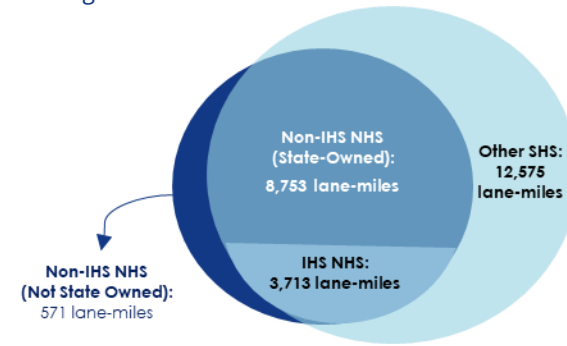 Non-IHS NHS
(State-Owned):
8,753 lane-miles
Other SHS:
12,575
lane-miles
IHS NHS:
3,713 lane-miles
Non-IHS NHS
(Not State Owned):
571 lane-miles